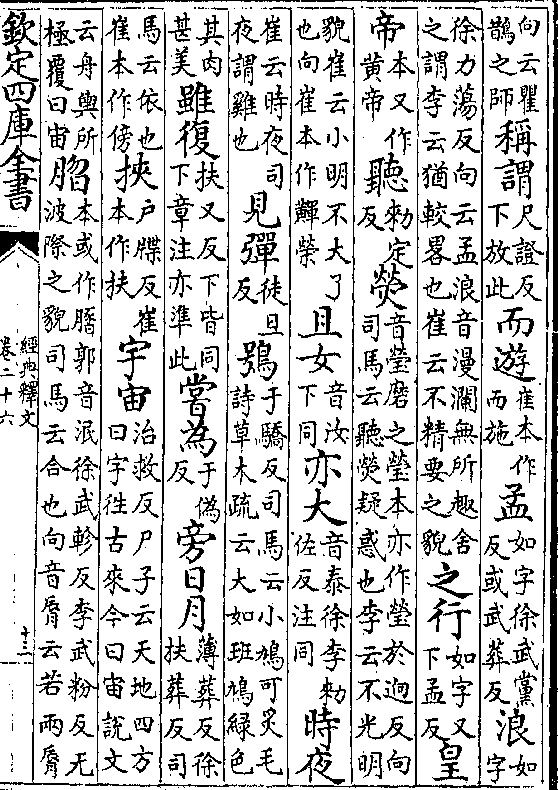 向云瞿鵲之師稱謂尺證反下放此而遊崔本作而施孟如字徐武黨反或武葬反浪如字
徐力蕩反向云孟浪音漫瀾無所趣舍之謂李云猶較畧也崔云不精要之貌之行如字又下孟反皇
帝本又作黄帝聽勑定反熒音瑩磨之瑩本亦作瑩於迥反向司馬云聽熒疑惑也李云不光明
貌崔云小明不大了也向崔本作榮且女音汝下同亦大音泰徐李勑佐反注同時夜
崔云時夜司夜謂雞也見彈徒旦反鴞于驕反司馬云小鳩可炙毛詩草木疏云大如班鳩綠色
其肉甚美雖復扶又反下皆同下章注亦準此嘗為于偽反旁日月薄葬反徐扶葬反司
馬云依也崔本作傍挾户牒反崔本作扶宇宙治救反尸子云天地四方曰宇徃古來今曰宙說文
云舟輿所極覆曰宙脗本或作郭音泯徐武軫反李武粉反无波際之貌司馬云合也向音脣云若兩脣
欽定四庫全書
經典釋文
卷二十六
十三